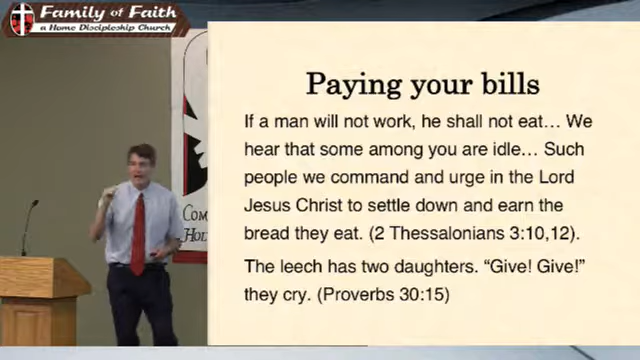 Family of Faith
a Home Discipleship Church
Paying your bills
If a man will not work, he shall not eat... We
hear that some among you are idle... Such
people we command and urge in the Lord
Jesus Christ to settle down and earn the
bread they eat. (2 Thessalonians 3:10,12).
The leech has two daughters. “Give! Give!”
they cry. (Proverbs 30:15)